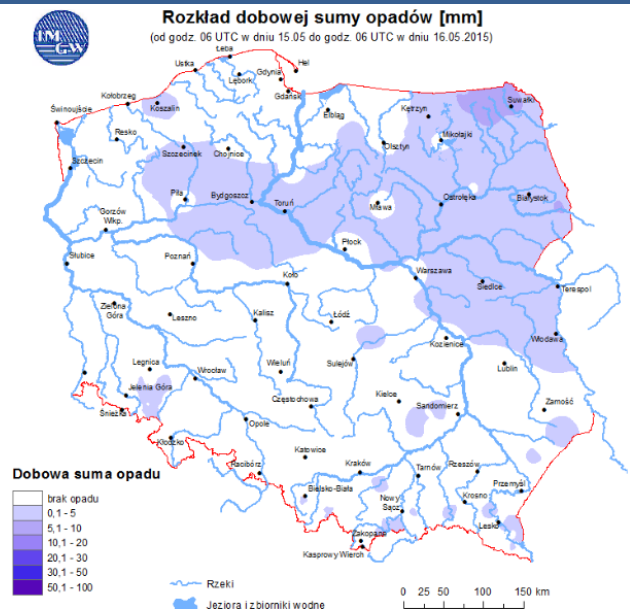 IM
GW
Rozkład dobowej sumy opadów [mm]
(od godz. 06 UTC w dniu 15.05 do godz. 06 UTC w dniu 16.05.2015)
Łeba
Hel
Ustka
Gdynia
Lębork
Gdańsk
Kołobrzeg
Koszalin
Świnoujście
Elbląg
Kętrzyn
Suwałki
Resko
Mikołajki
Szczecin
Szczecinek
Chojnice
Olsztyn
Piła
Bydgoszcz
Toruń
Mława
Ostrołęka
Białystok
Gorzów
Wlkp.
Płock
Słubice
Poznań
Koło
Warszawa
Siedlce
Terespol
Zielona
Góra
Leszno
Kalisz
Łódź
Kozienice
Włodawa
Legnica
Wrocław
Wieluń
Sulejów
Lublin
Jelenia Góra
Śnieżka
Częstochowa
Kielce
Sandomierz
Zamość
Opole
Kłodzko
Katowice
Racibórz
Kraków
Tarnów
Rzeszów
Przemyśl
Bielsko-Biała
Nowy
Sącz
Krosno
Lesko
Zakopane
Kasprowy Wierch
Dobowa suma opadu
brak opadu
0,1 - 5
5,1 - 10
10,1 - 20
20,1 - 30
30,1 - 50
50,1 - 100
Rzeki
Jeziora i zbiorniki wodne
0 25 50 100 150 km